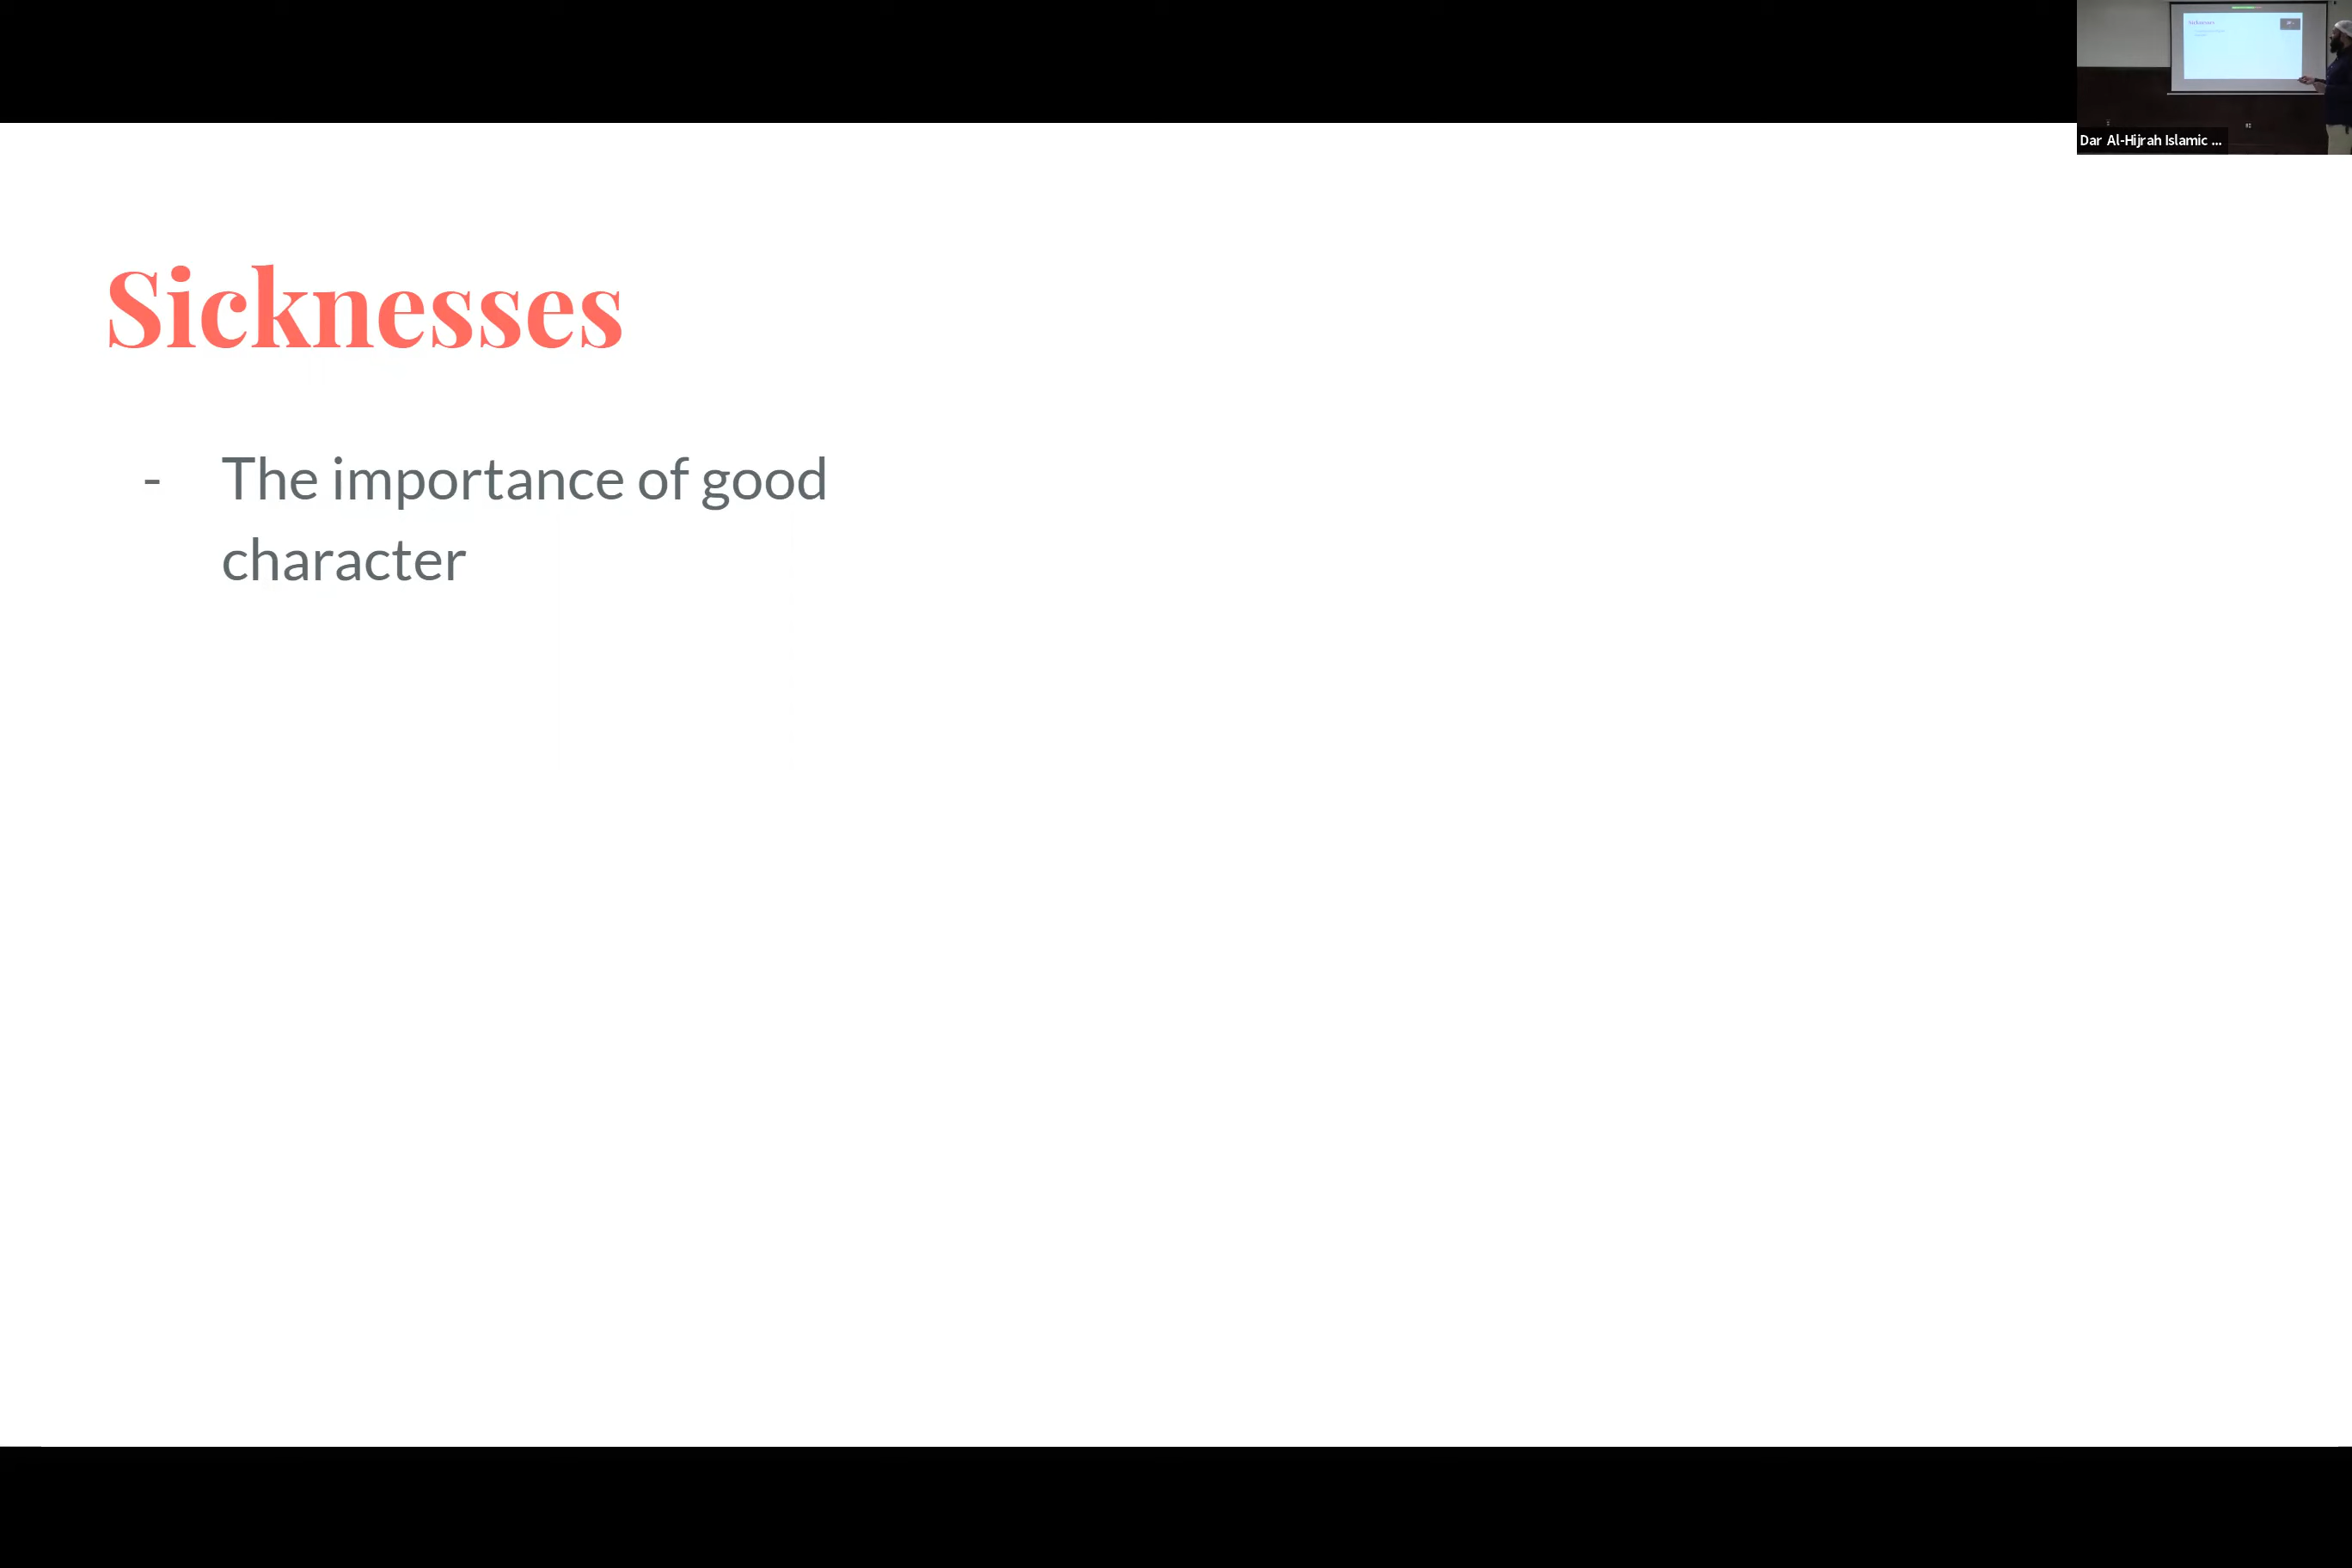 Dar Al-Hijrah Islamic ...
Sicknesses
- The importance of good
character